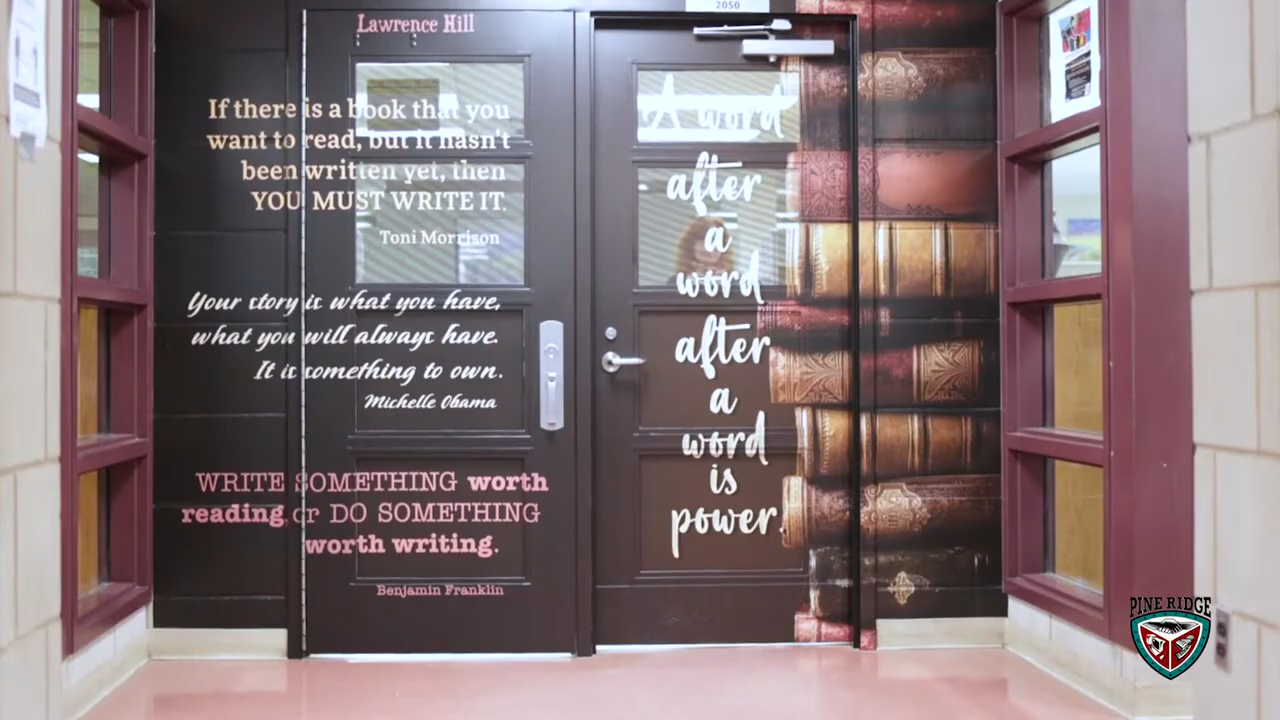 2050
Lawrence Hill
If there is a book that you
want to read, but it hasn't
been written yet, then
YOU MUST WRITE IT.
Toni Morrison
Your story is what you have,
what you will always have.
It is something to own.
Michelle Obama
WRITE SOMETHING worth
reading, or DO SOMETHING
worth writing.
Benjamin Franklin
A word
after
a
word
after
a
word
is
power.
PINE RIDGE